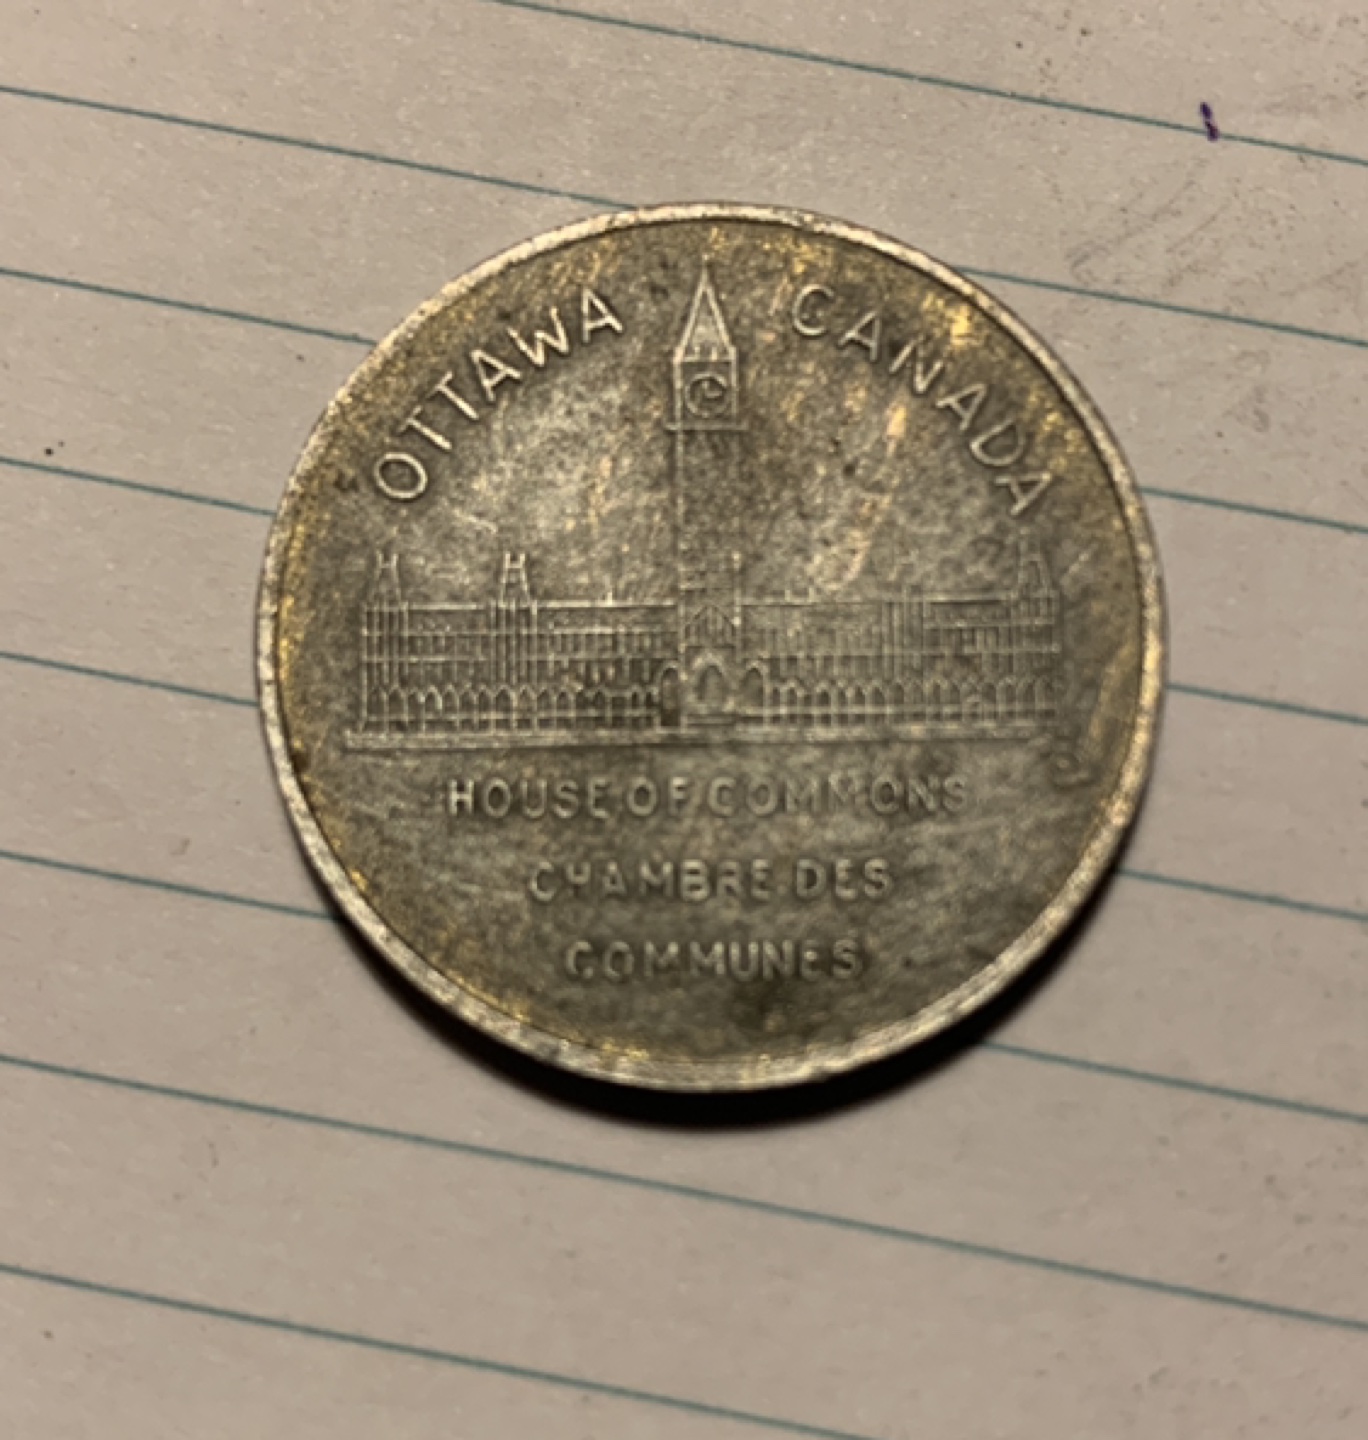 OTTAWA CANADA
HOUSE OF COMMONS
CHAMBRE DES
COMMUNES